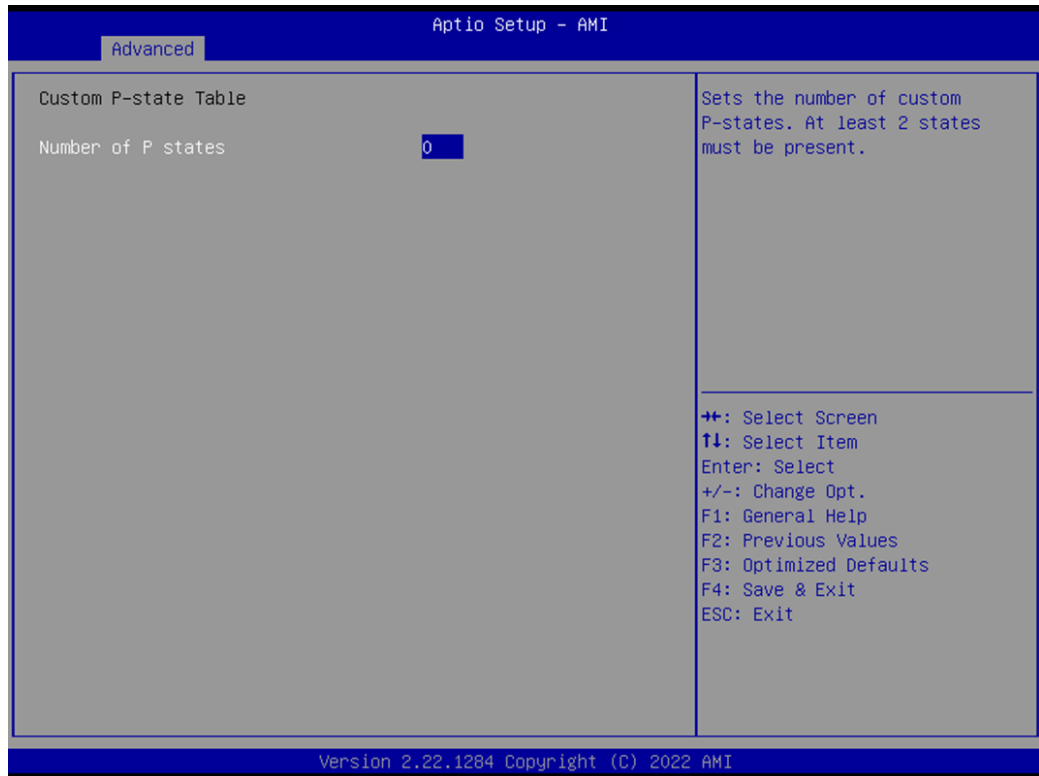 Aptio Setup - AMI
Advanced
Custom P-state Table
Number of P states 0
Sets the number of custom
P-states. At least 2 states
must be present.
→←: Select Screen
↑↓: Select Item
Enter: Select
+/-: Change Opt.
F1: General Help
F2: Previous Values
F3: Optimized Defaults
F4: Save & Exit
ESC: Exit
Version 2.22.1284 Copyright (C) 2022 AMI